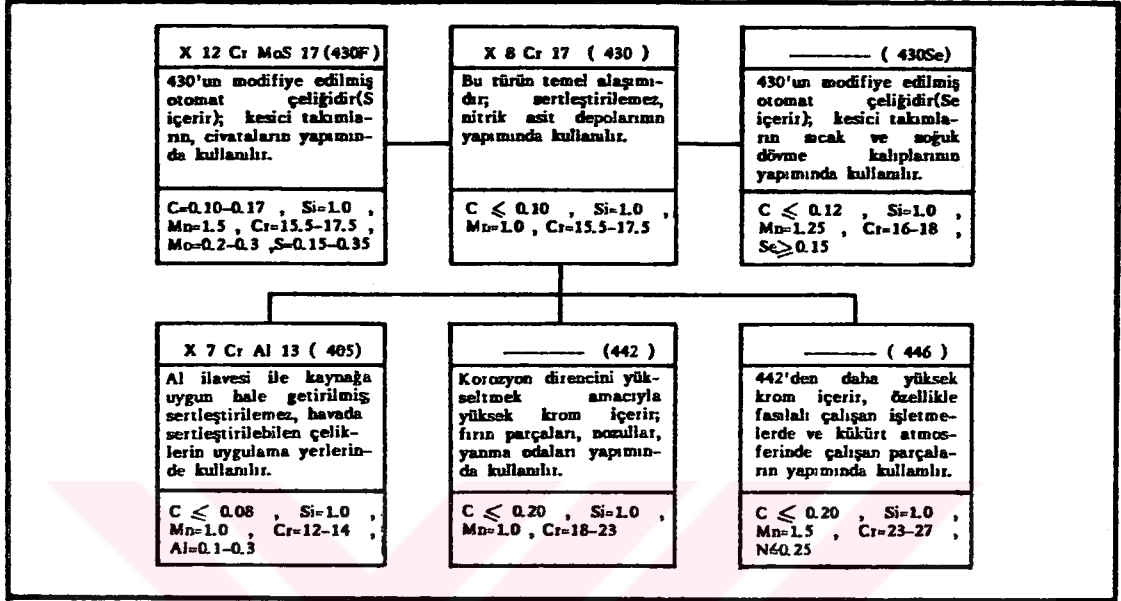 X 12 Cr MoS 17 (430F)
430'un modifiye edilmiş
otomat çeliğidir(S
içerir); kesici takımla-
rın, civataların yapımın-
da kullanılır.
C=0.10-0.17 , Si=1.0 ,
Mn=1.5 , Cr=15.5-17.5 ,
Mo=0.2-0.3 ,S=0.15-0.35
X 8 Cr 17 ( 430 )
Bu türün temel alaşımı-
dır; sertleştirilemez,
nitrik asit depolarının
yapımında kullanılır.
C ⩽ 0.10 , Si=1.0 ,
Mn=1.0 , Cr=15.5-17.5
——— ( 430Se)
430'un modifiye edilmiş
otomat çeliğidir(Se
içerir); kesici takımla-
rın sıcak ve soğuk
dövme kalıplarının
yapımında kullanılır.
C ⩽ 0.12 , Si=1.0 ,
Mn=1.25 , Cr=16-18 ,
Se⩾0.15
X 7 Cr Al 13 ( 405)
Al ilavesi ile kaynağa
uygun hale getirilmiş
sertleştirilemez, havada
sertleştirilebilen çelik-
lerin uygulama yerlerin-
de kullanılır.
C ⩽ 0.08 , Si=1.0 ,
Mn=1.0 , Cr=12-14 ,
Al=0.1-0.3
——— (442 )
Korozyon direncini yük-
seltmek amacıyla
yüksek krom içerir;
fırın parçaları, nozullar,
yanma odaları yapımın-
da kullanılır.
C ⩽ 0.20 , Si=1.0 ,
Mn=1.0 , Cr=18-23
——— ( 446 )
442'den daha yüksek
krom içerir, özellikle
fasılalı çalışan işletme-
lerde ve kükürt atmos-
ferinde çalışan parçala-
rın yapımında kullanılır.
C ⩽ 0.20 , Si=1.0 ,
Mn=1.5 , Cr=23-27 ,
N≤0.25